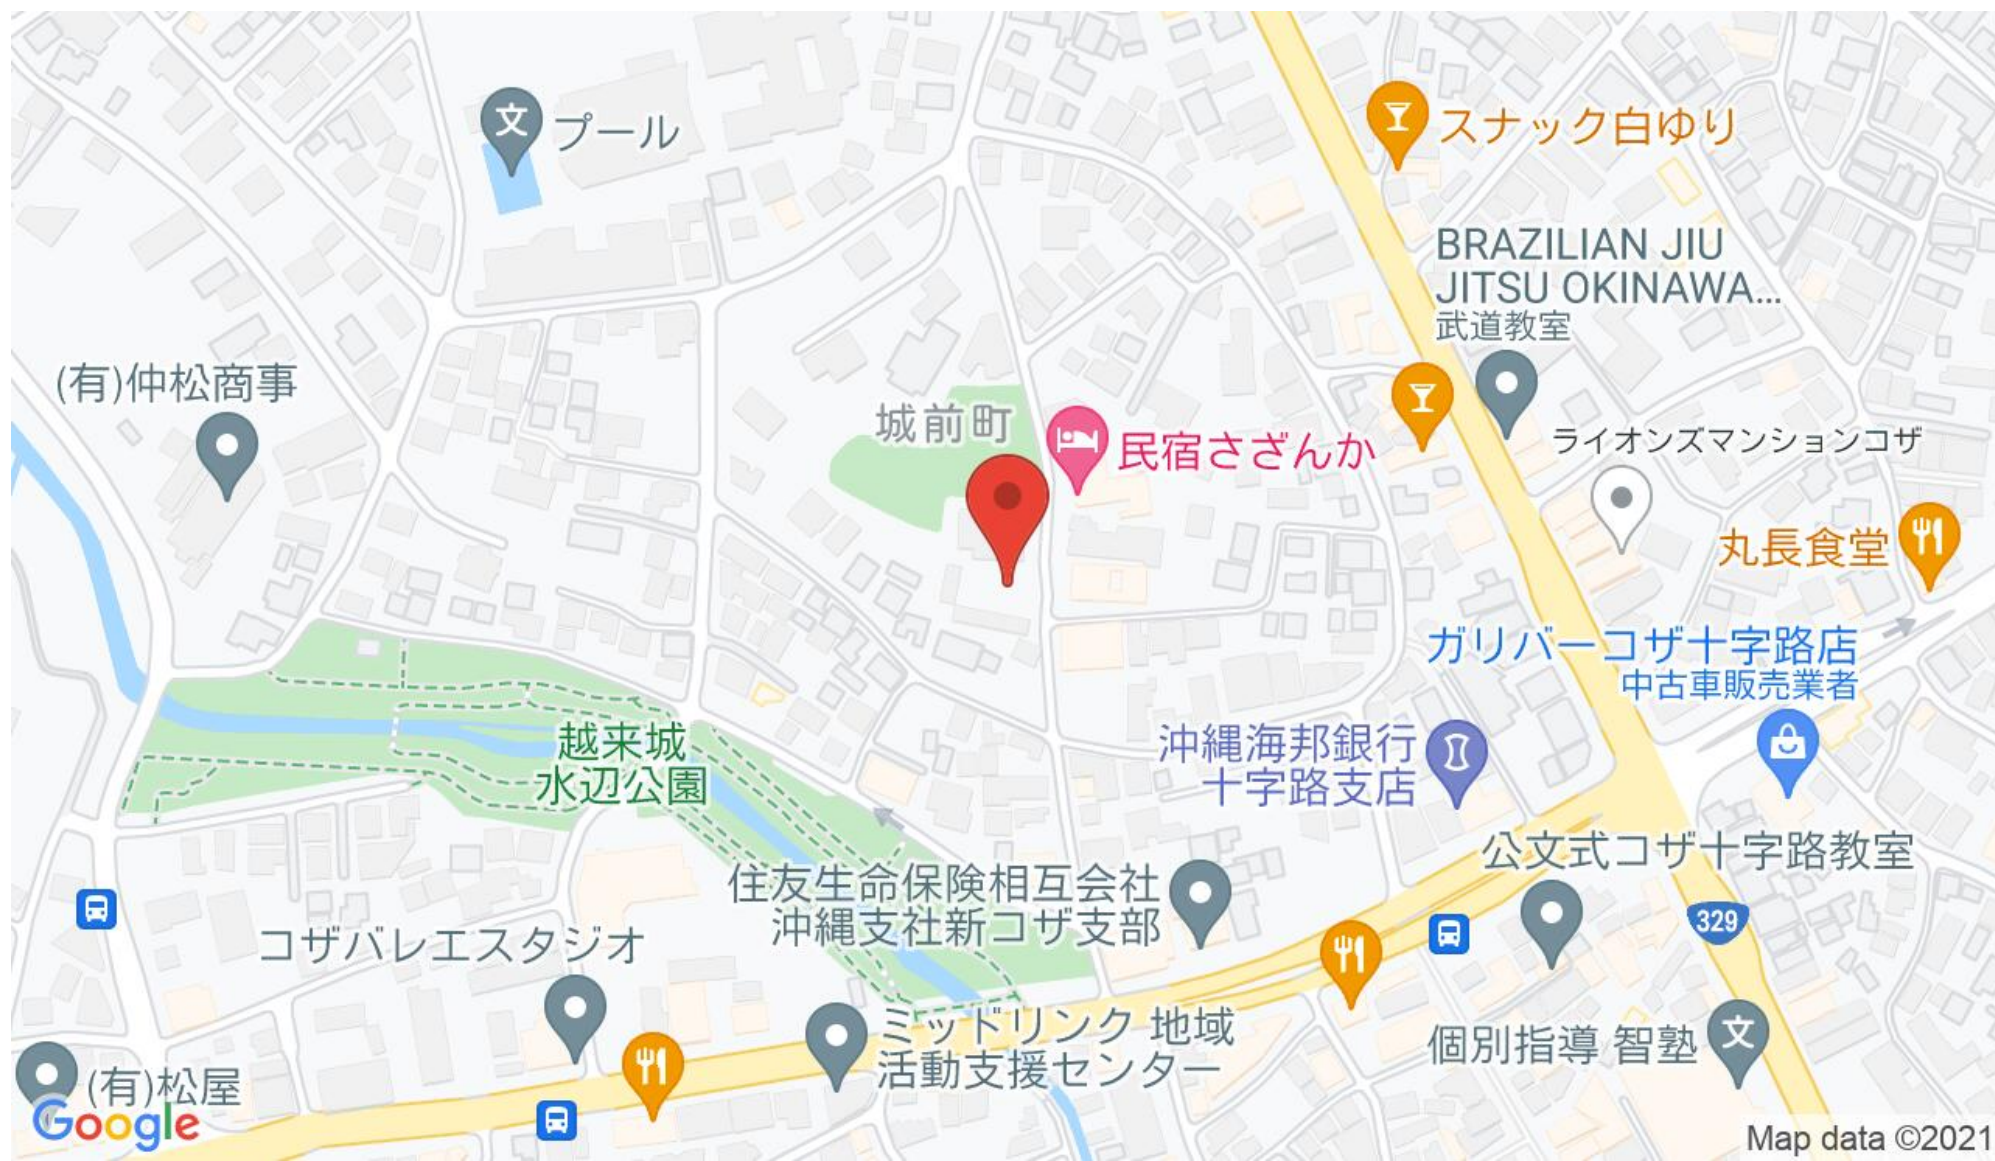 プール
スナック白ゆり
BRAZILIAN JIU
JITSU OKINAWA...
武道教室
(有)仲松商事
城前町
民宿さざんか
ライオンズマンションコザ
丸長食堂
ガリバーコザ十字路店
中古車販売業者
越来城
水辺公園
沖縄海邦銀行
十字路支店
公文式コザ十字路教室
住友生命保険相互会社
沖縄支社新コザ支部
329
コザバレエスタジオ
ミッドリンク 地域
活動支援センター
個別指導 智塾
(有)松屋
Google
Map data ©2021
文
文